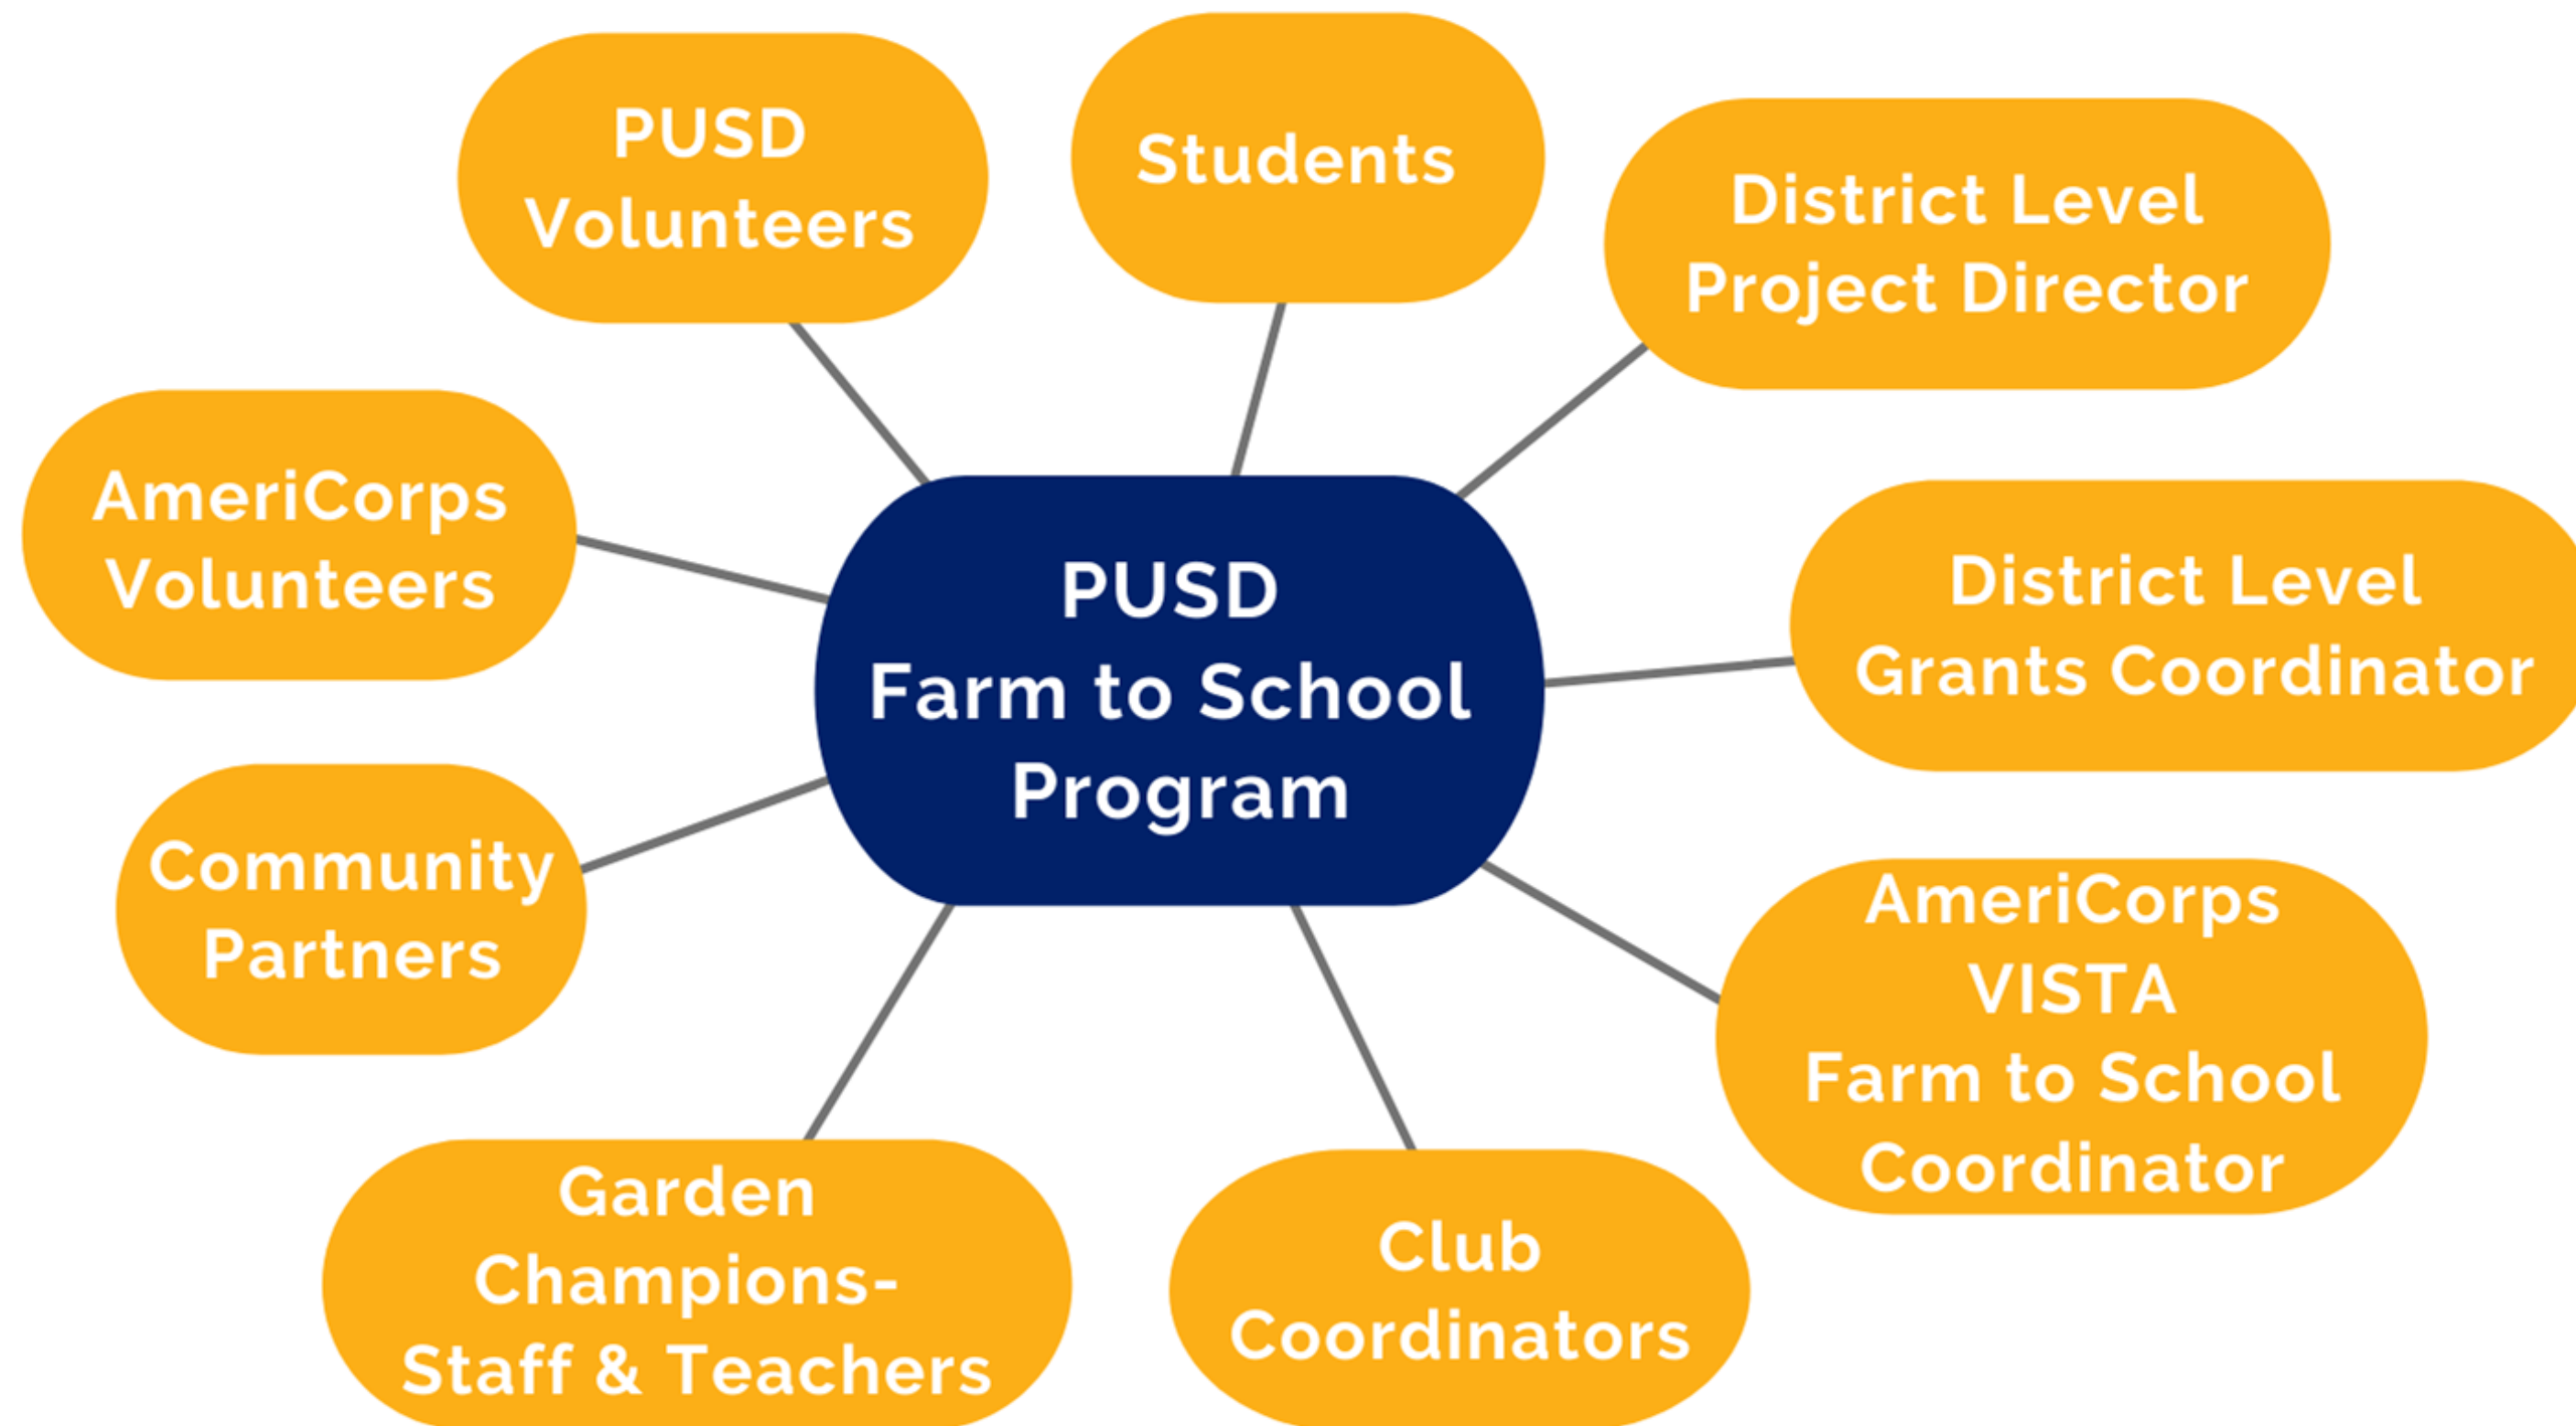 PUSD
Volunteers
Students
District Level
Project Director
AmeriCorps
Volunteers
PUSD
Farm to School
Program
District Level
Grants Coordinator
Community
Partners
AmeriCorps
VISTA
Farm to School
Coordinator
Garden
Champions-
Staff & Teachers
Club
Coordinators